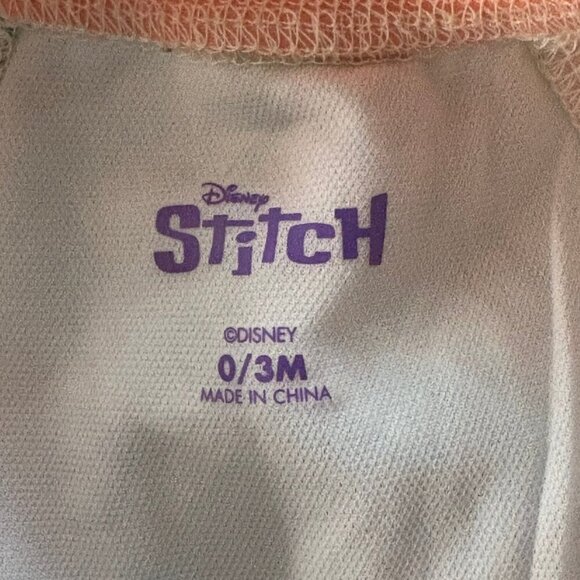 Disney
STitCH
©DISNEY
0/3M
MADE IN CHINA